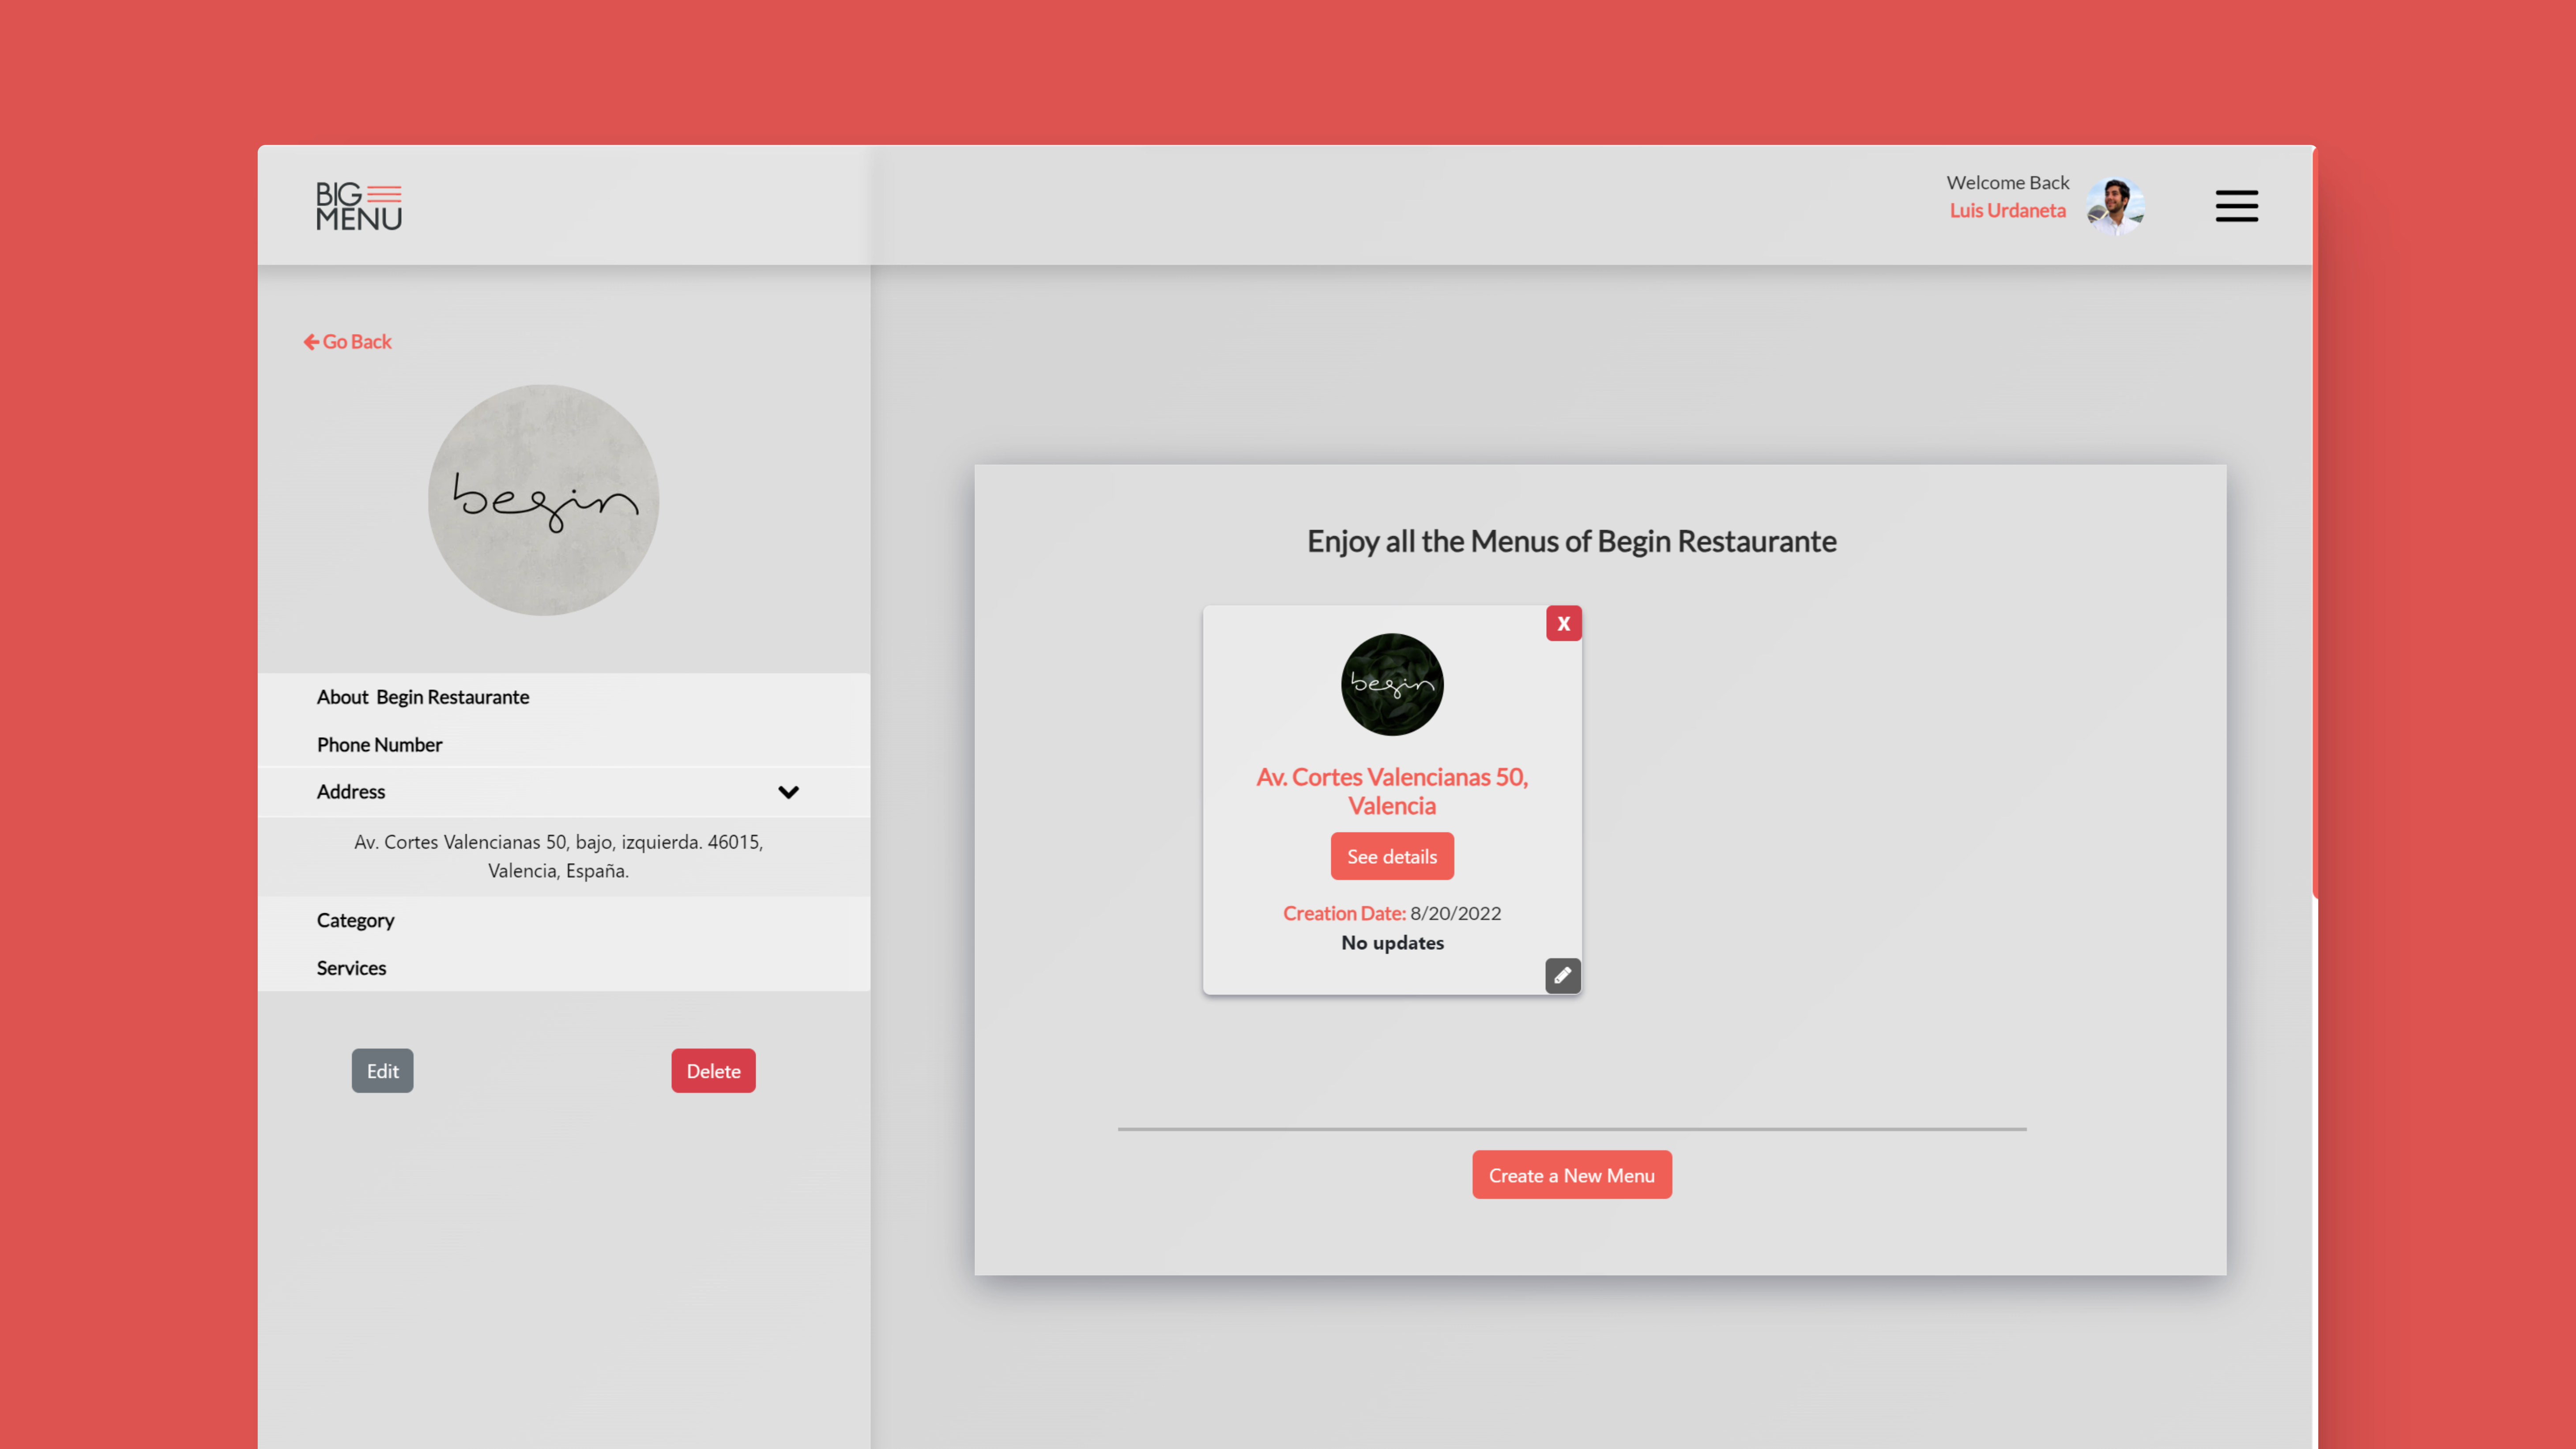 BIG
MENU
Welcome Back
Luis Urdaneta
Go Back
begin
About Begin Restaurante
Phone Number
Address
Av. Cortes Valencianas 50, bajo, izquierda. 46015,
Valencia, España.
Category
Services
Edit
Delete
Enjoy all the Menus of Begin Restaurante
X
begin
Av. Cortes Valencianas 50,
Valencia
See details
Creation Date: 8/20/2022
No updates
Create a New Menu